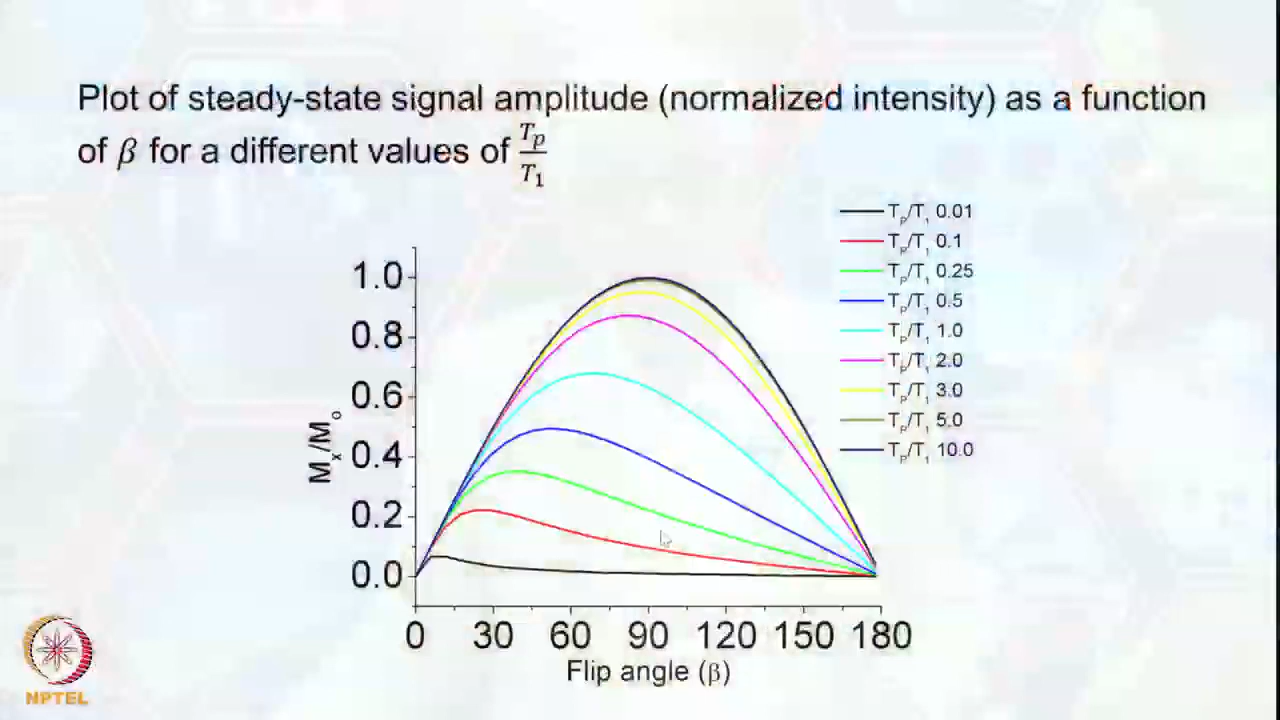 Plot of steady-state signal amplitude (normalized intensity) as a function
of β for a different values of Tp/T1
Tp/T1 0.01
Tp/T1 0.1
Tp/T1 0.25
Tp/T1 0.5
Tp/T1 1.0
Tp/T1 2.0
Tp/T1 3.0
Tp/T1 5.0
Tp/T1 10.0
1.0
0.8
0.6
0.4
0.2
0.0
Mx/Mo
0 30 60 90 120 150 180
Flip angle (β)
NPTEL